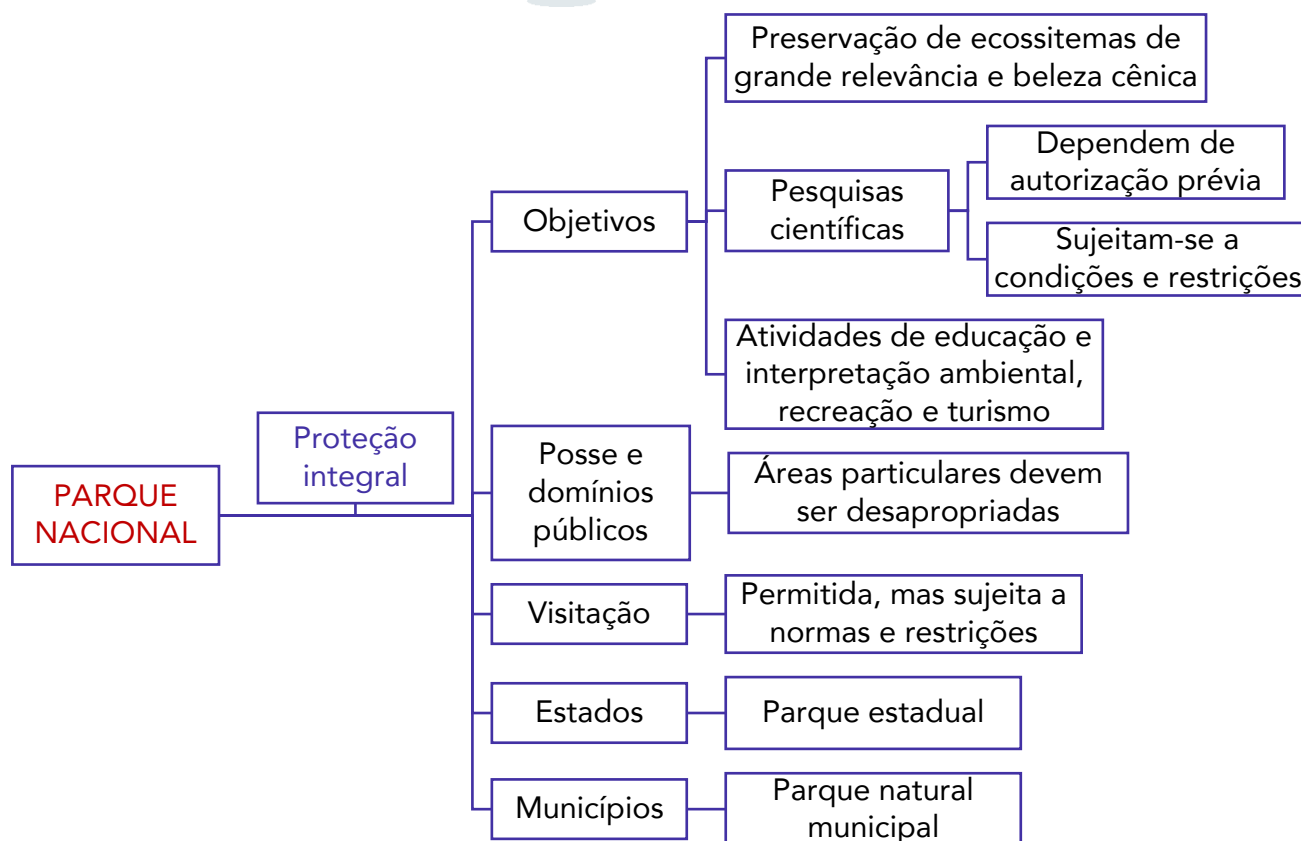 PARQUE
NACIONAL
Proteção
integral
Objetivos
Preservação de ecossitemas de
grande relevância e beleza cênica
Pesquisas
científicas
Dependem de
autorização prévia
Sujeitam-se a
condições e restrições
Atividades de educação e
interpretação ambiental,
recreação e turismo
Posse e
domínios
públicos
Áreas particulares devem
ser desapropriadas
Visitação
Permitida, mas sujeita a
normas e restrições
Estados
Parque estadual
Municípios
Parque natural
municipal